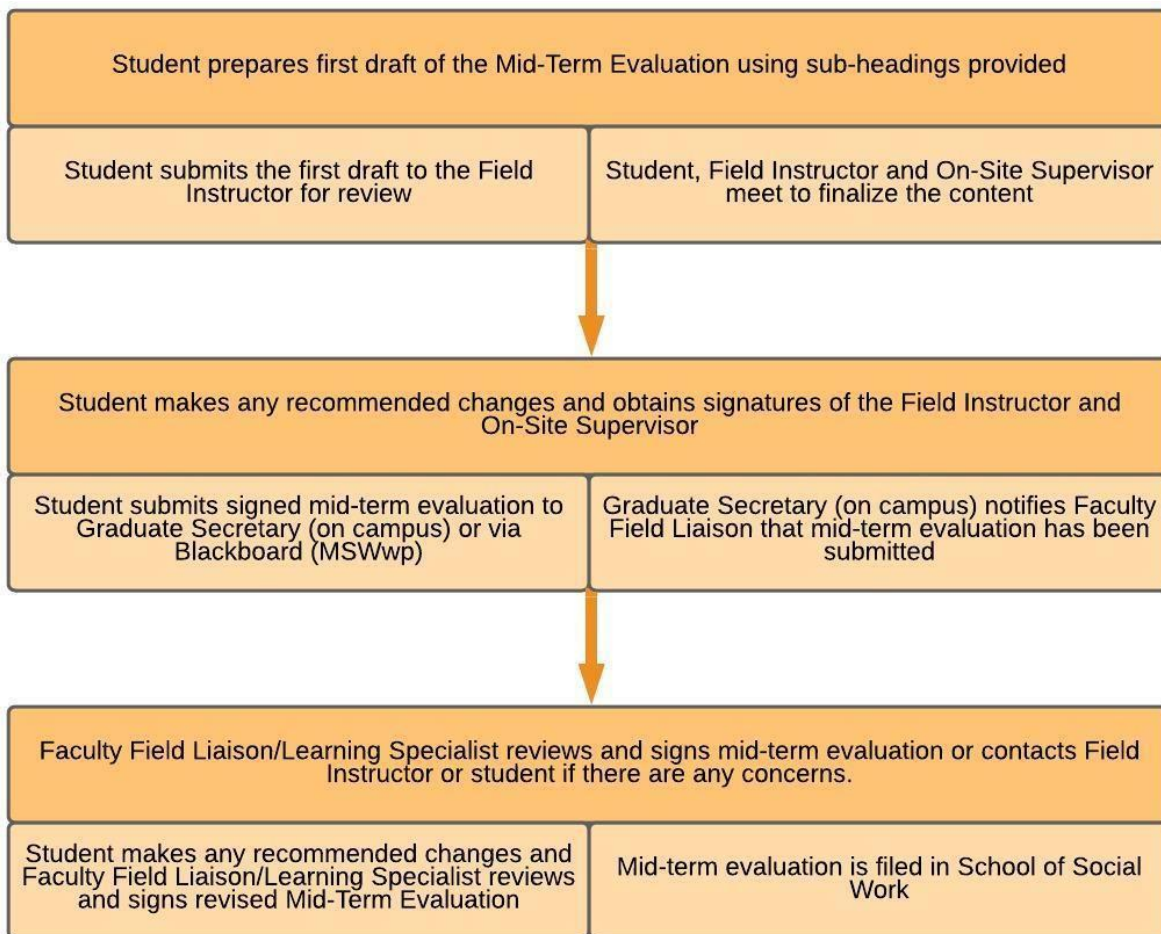 Student prepares first draft of the Mid-Term Evaluation using sub-headings provided
Student submits the first draft to the Field
Instructor for review
Student, Field Instructor and On-Site Supervisor
meet to finalize the content
Student makes any recommended changes and obtains signatures of the Field Instructor and
On-Site Supervisor
Student submits signed mid-term evaluation to
Graduate Secretary (on campus) or via
Blackboard (MSWwp)
Graduate Secretary (on campus) notifies Faculty
Field Liaison that mid-term evaluation has been
submitted
Faculty Field Liaison/Learning Specialist reviews and signs mid-term evaluation or contacts Field
Instructor or student if there are any concerns.
Student makes any recommended changes and
Faculty Field Liaison/Learning Specialist reviews
and signs revised Mid-Term Evaluation
Mid-term evaluation is filed in School of Social
Work